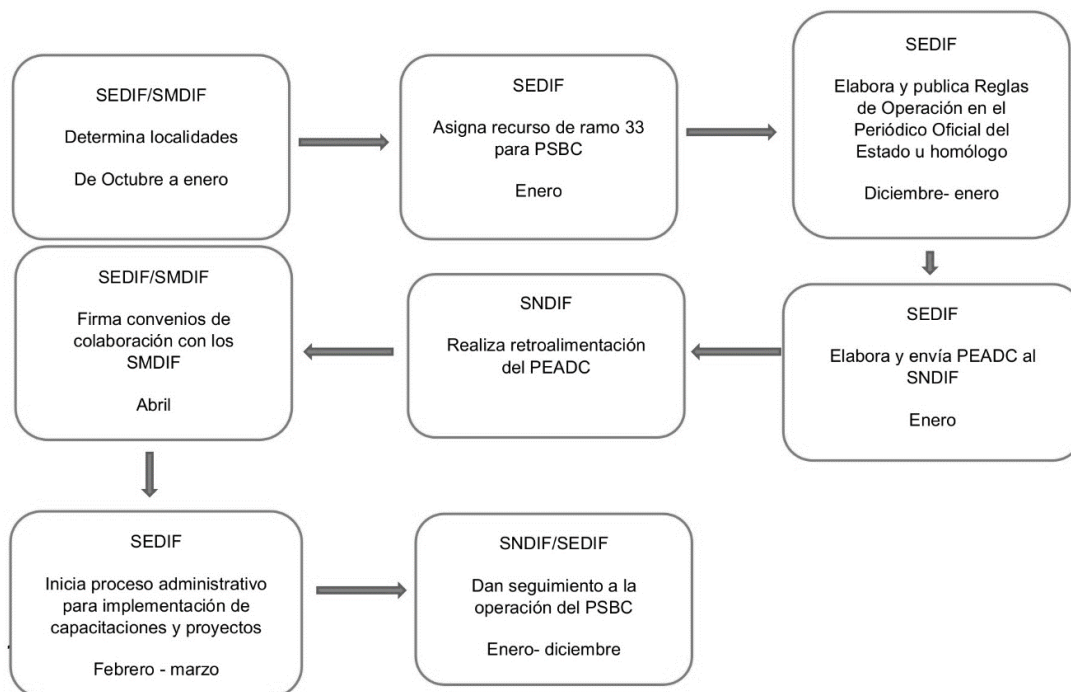 SEDIF/SMDIF
Determina localidades
De Octubre a enero
SEDIF
Asigna recurso de ramo 33
para PSBC
Enero
SEDIF
Elabora y publica Reglas
de Operación en el
Periódico Oficial del
Estado u homólogo
Diciembre- enero
SEDIF
Elabora y envía PEADC al
SNDIF
Enero
SNDIF
Realiza retroalimentación
del PEADC
SEDIF/SMDIF
Firma convenios de
colaboración con los
SMDIF
Abril
SEDIF
Inicia proceso administrativo
para implementación de
capacitaciones y proyectos
Febrero - marzo
SNDIF/SEDIF
Dan seguimiento a la
operación del PSBC
Enero- diciembre